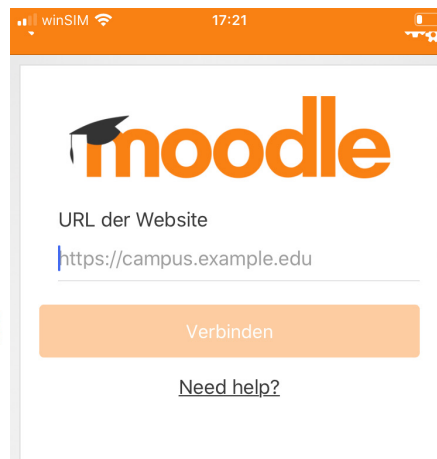 winSIM 17:21
moodle
URL der Website
https://campus.example.edu
Verbinden
Need help?